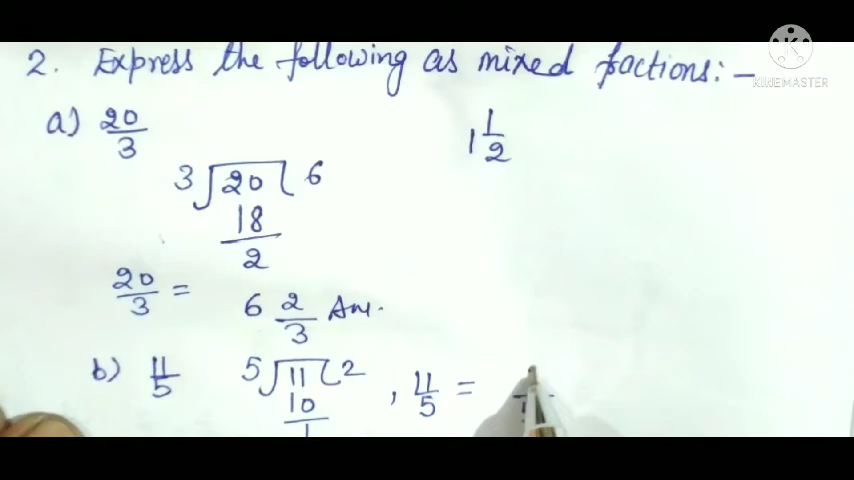 2. Express the following as mixed factions: -
KINEMASTER
a) 20/3
1 1/2
3 20 6
18
2
20/3 = 6 2/3 Ans.
b) 11/5
5 11 2 , 11/5 =
10
1